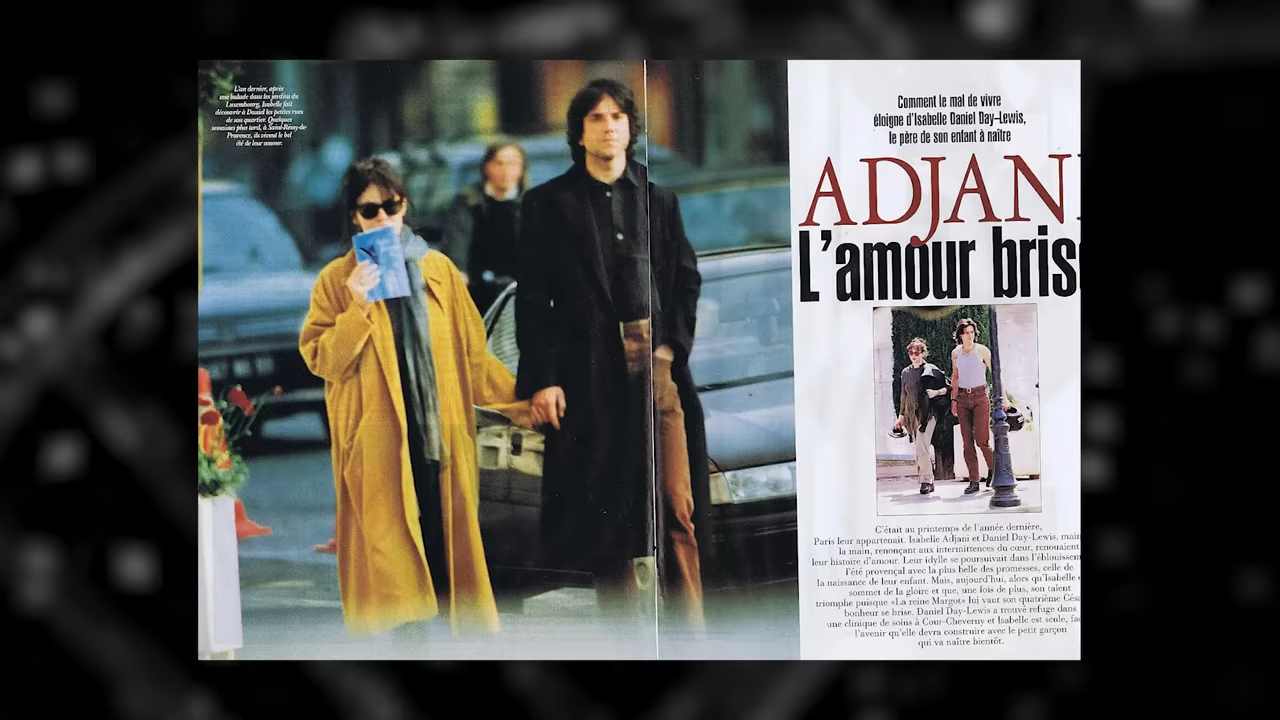 L'an dernier, après
une balade dans les jardins du
Luxembourg, Isabelle fait
découvrir à Daniel les petites rues
de son quartier. Quelques
semaines plus tard, à Saint-Rémy-de-
Provence, ils vivent le bel
été de leur amour.
Comment le mal de vivre
éloigne d'Isabelle Daniel Day-Lewis,
le père de son enfant à naître
ADJANI
L'amour bris
C'était au printemps de l'année dernière,
Paris leur appartenait. Isabelle Adjani et Daniel Day-Lewis, main
la main, renonçant aux intermittences du cœur, renouaient
leur histoire d'amour. Leur idylle se poursuivait dans l'éblouissem
l'été provençal avec la plus belle des promesses, celle de
la naissance de leur enfant. Mais, aujourd'hui, alors qu'Isabelle
sommet de la gloire et que, une fois de plus, son talent
triomphe puisque «La reine Margot» lui vaut son quatrième Césa
bonheur se brise. Daniel Day-Lewis a trouvé refuge dans
une clinique de soins à Cour-Cheverny et Isabelle est seule, fac
l'avenir qu'elle devra construire avec le petit garçon
qui va naître bientôt.